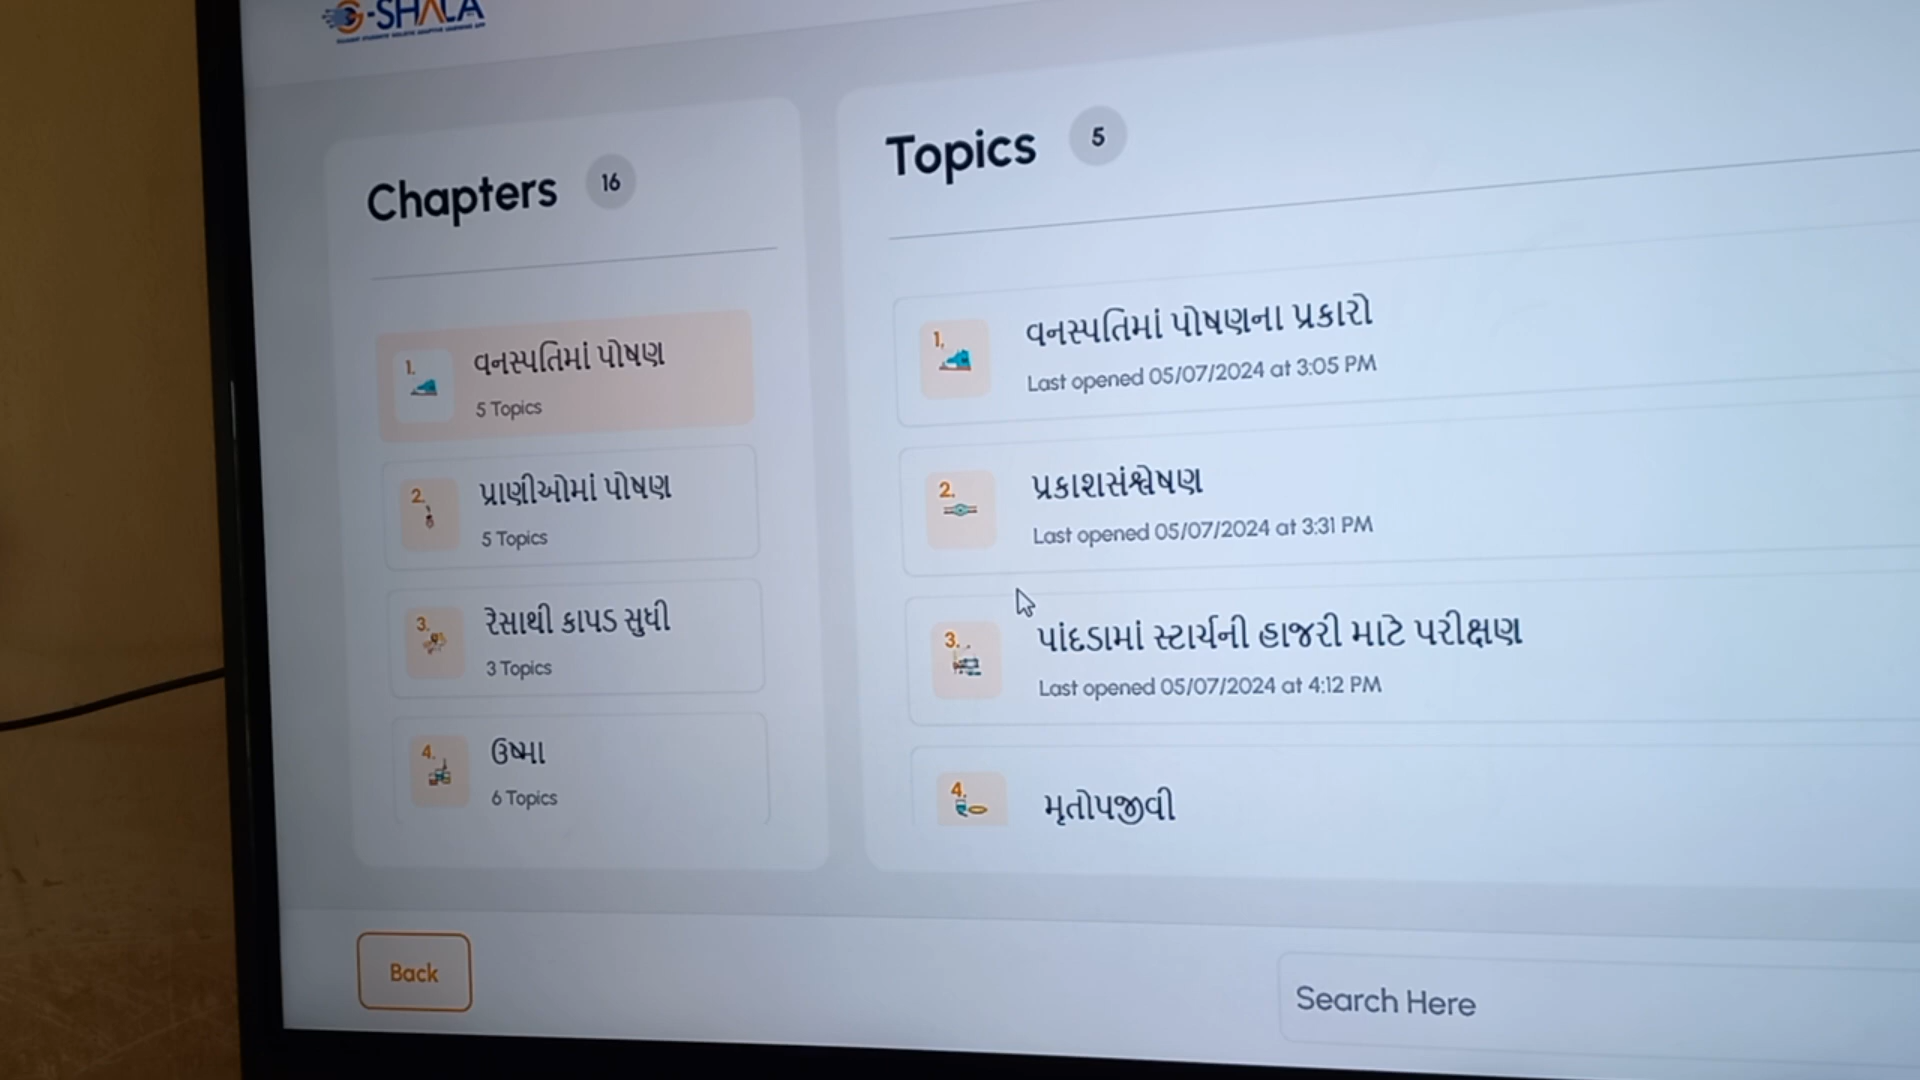 G-SHALA
Chapters 16
1. વનસ્પતિમાં પોષણ
5 Topics
2. પ્રાણીઓમાં પોષણ
5 Topics
3. રેસાથી કાપડ સુધી
3 Topics
4. ઉષ્મા
6 Topics
Topics 5
1. વનસ્પતિમાં પોષણના પ્રકારો
Last opened 05/07/2024 at 3:05 PM
2. પ્રકાશસંશ્લેષણ
Last opened 05/07/2024 at 3:31 PM
3. પાંદડામાં સ્ટાર્ચની હાજરી માટે પરીક્ષણ
Last opened 05/07/2024 at 4:12 PM
4. મૃતોપજીવી
Back
Search Here